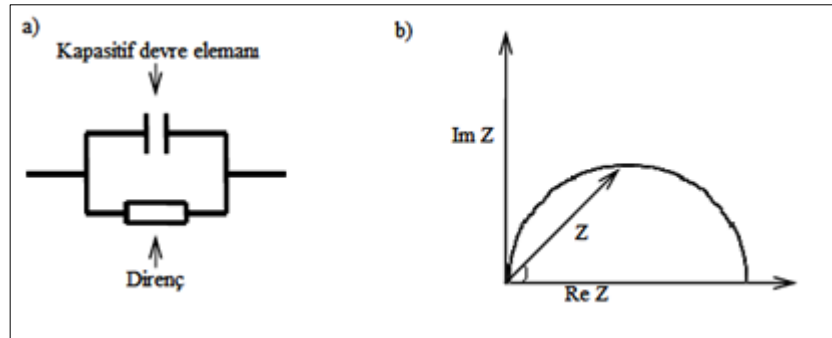 a)
Kapasitif devre elemanı
Direnç
b)
Im Z
Z
Re Z